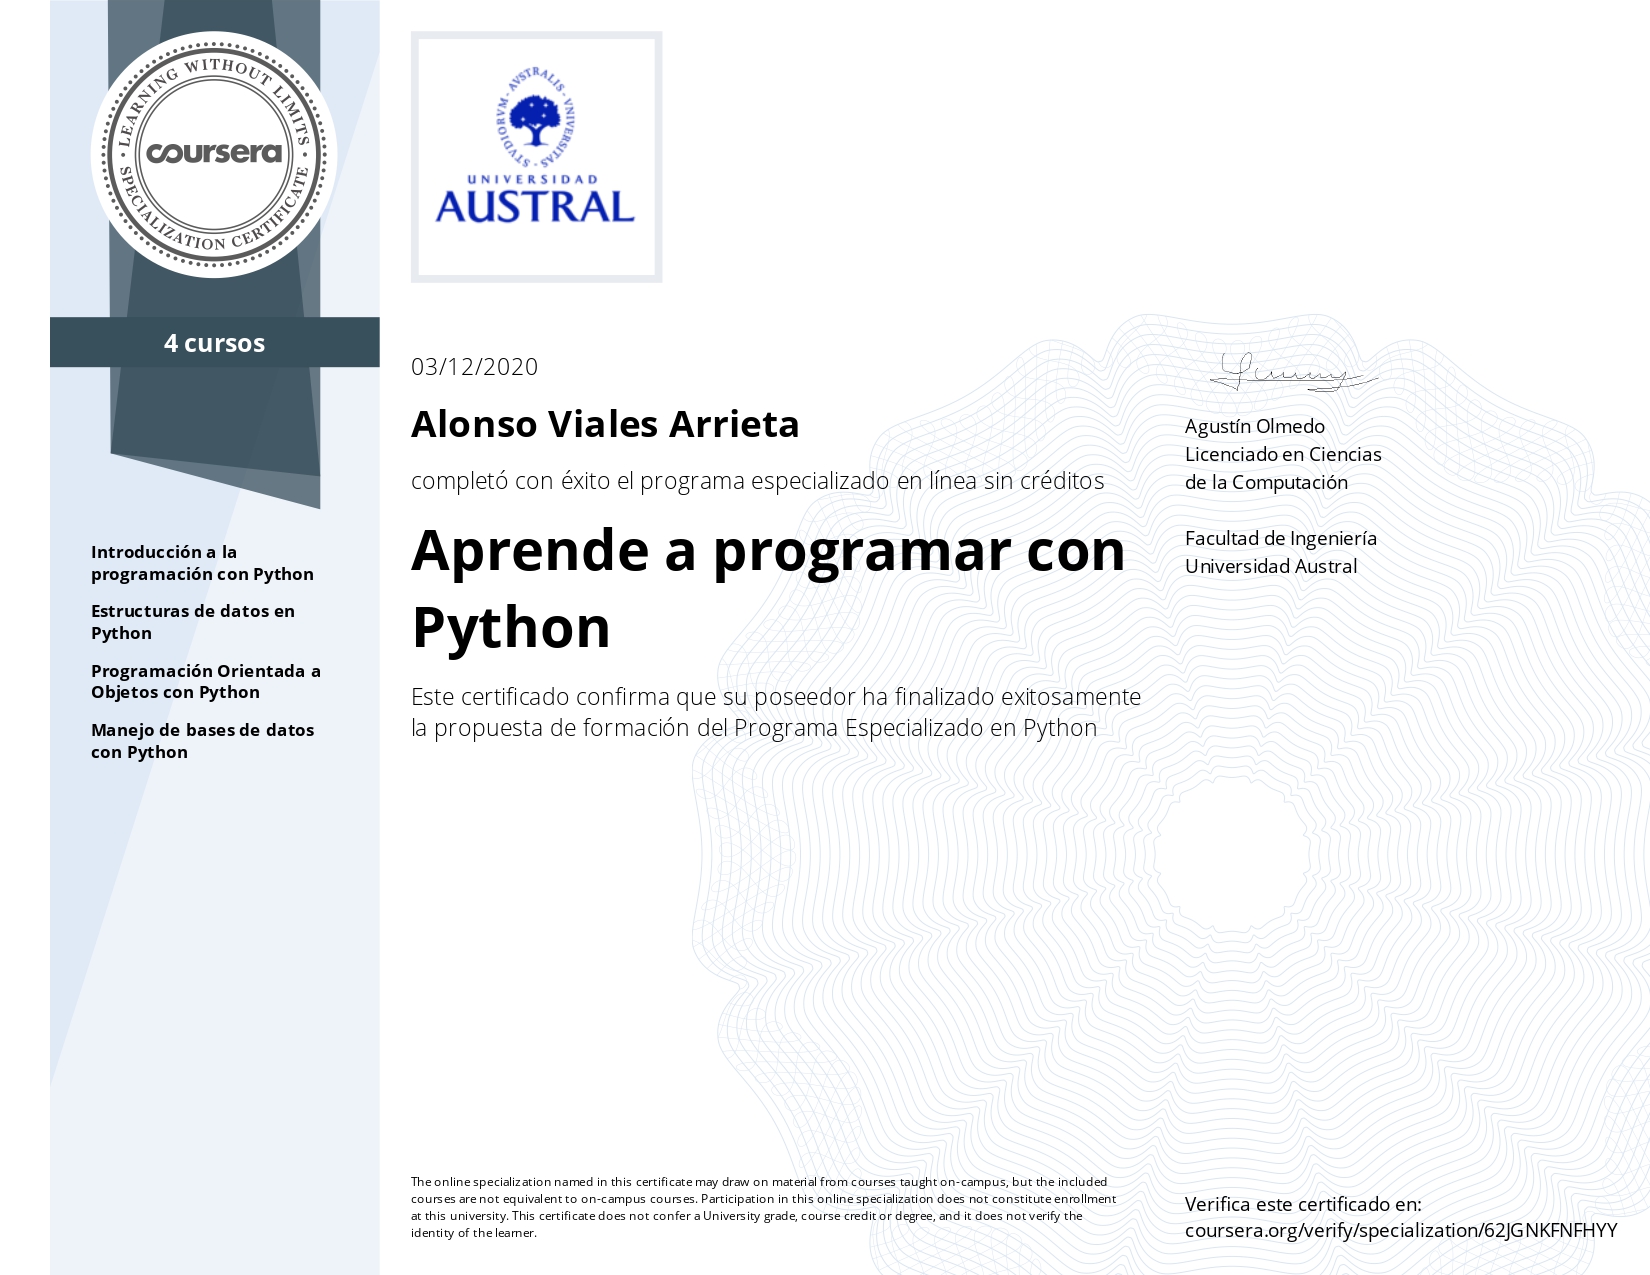 LEARNING WITHOUT LIMITS
coursera
SPECIALIZATION CERTIFICATE
4 cursos
Introducción a la
programación con Python
Estructuras de datos en
Python
Programación Orientada a
Objetos con Python
Manejo de bases de datos
con Python
STVDIORVM · AVSTRALIS · VNIVERSITAS
UNIVERSIDAD
AUSTRAL
03/12/2020
Alonso Viales Arrieta
completó con éxito el programa especializado en línea sin créditos
Aprende a programar con
Python
Este certificado confirma que su poseedor ha finalizado exitosamente
la propuesta de formación del Programa Especializado en Python
Agustín Olmedo
Licenciado en Ciencias
de la Computación
Facultad de Ingeniería
Universidad Austral
The online specialization named in this certificate may draw on material from courses taught on-campus, but the included
courses are not equivalent to on-campus courses. Participation in this online specialization does not constitute enrollment
at this university. This certificate does not confer a University grade, course credit or degree, and it does not verify the
identity of the learner.
Verifica este certificado en:
coursera.org/verify/specialization/62JGNKFNFHYY